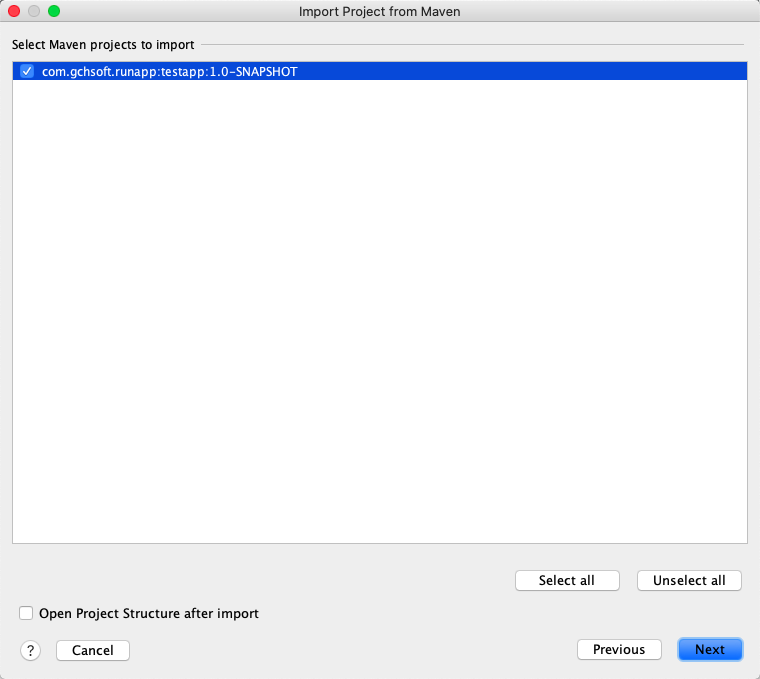 Import Project from Maven
Select Maven projects to import
com.gchsoft.runapp:testapp:1.0-SNAPSHOT
Select all
Unselect all
Open Project Structure after import
?
Cancel
Previous
Next